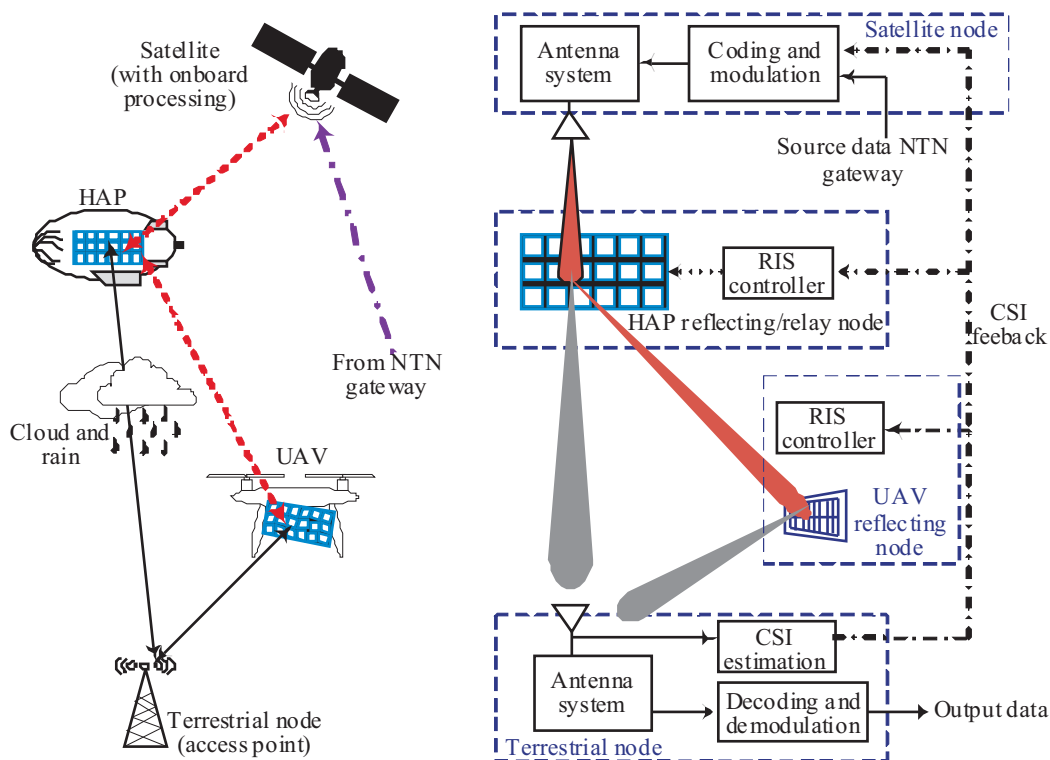 Satellite
(with onboard
processing)
HAP
From NTN
gateway
Cloud and
rain
UAV
Terrestrial node
(access point)
Satellite node
Antenna
system
Coding and
modulation
Source data NTN
gateway
RIS
controller
HAP reflecting/relay node
CSI
feeback
RIS
controller
UAV
reflecting
node
CSI
estimation
Antenna
system
Decoding and
demodulation
Output data
Terrestrial node